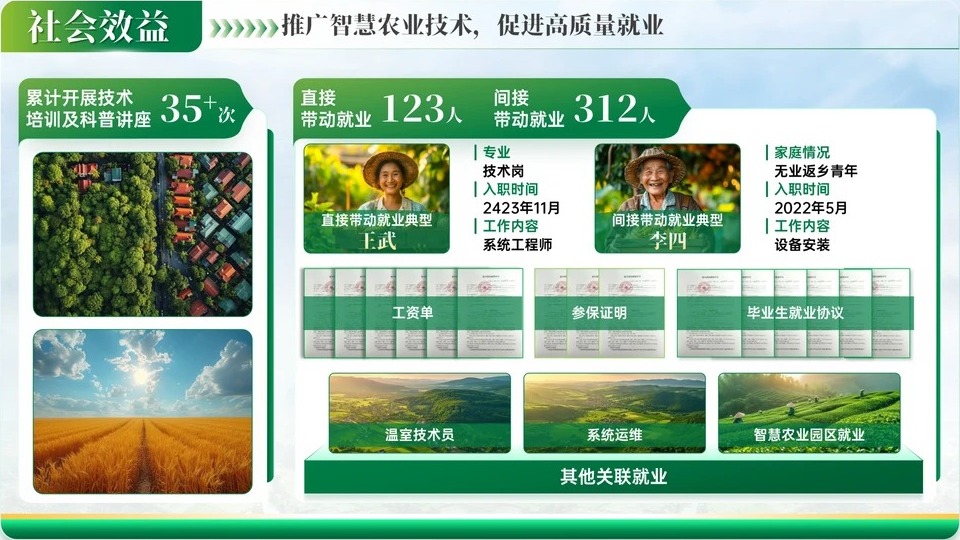 社会效益
推广智慧农业技术，促进高质量就业
累计开展技术
培训及科普讲座 35+次
直接
带动就业 123人
间接
带动就业 312人
直接带动就业典型
王武
专业
技术岗
入职时间
2423年11月
工作内容
系统工程师
间接带动就业典型
李四
家庭情况
无业返乡青年
入职时间
2022年5月
工作内容
设备安装
工资单
参保证明
毕业生就业协议
温室技术员
系统运维
智慧农业园区就业
其他关联就业